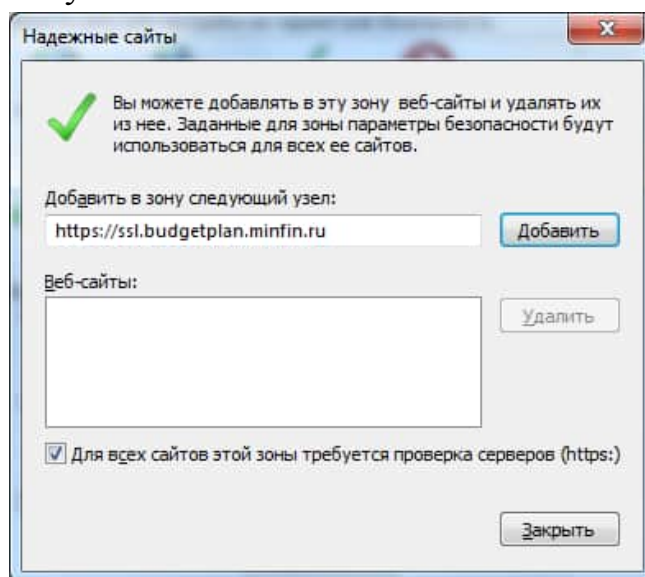 Надежные сайты
Вы можете добавлять в эту зону веб-сайты и удалять их
из нее. Заданные для зоны параметры безопасности будут
использоваться для всех ее сайтов.
Добавить в зону следующий узел:
https://ssl.budgetplan.minfin.ru
Добавить
Веб-сайты:
Удалить
Для всех сайтов этой зоны требуется проверка серверов (https:)
Закрыть